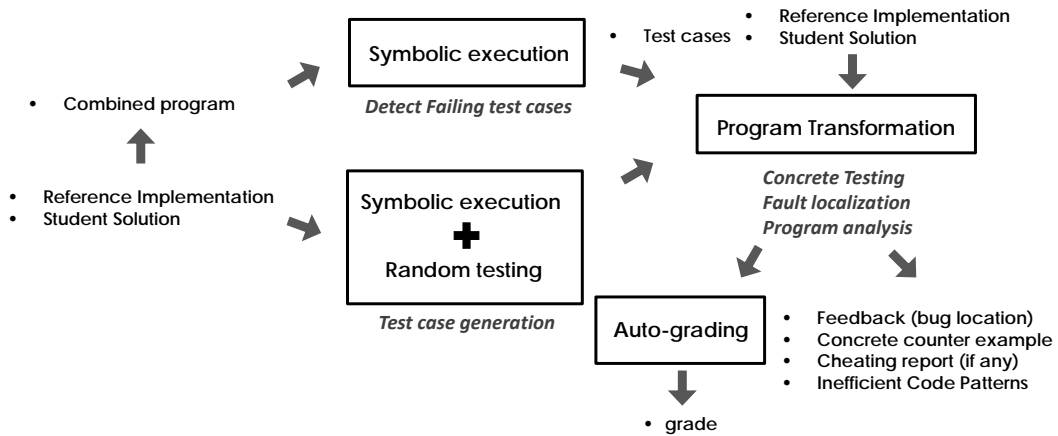 • Reference Implementation
• Student Solution
• Combined program
Symbolic execution
Detect Failing test cases
Symbolic execution
+
Random testing
Test case generation
• Test cases
• Reference Implementation
• Student Solution
Program Transformation
Concrete Testing
Fault localization
Program analysis
Auto-grading
• grade
• Feedback (bug location)
• Concrete counter example
• Cheating report (if any)
• Inefficient Code Patterns